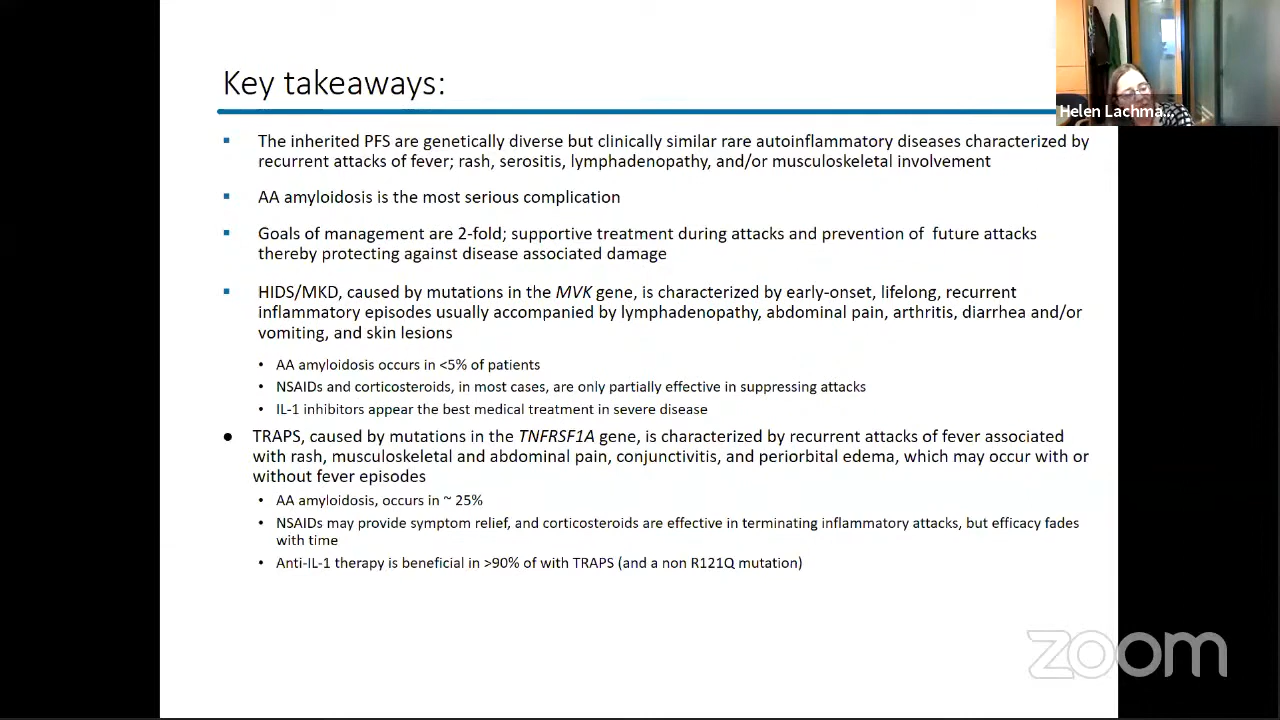 Key takeaways:
Helen Lachma...
▪ The inherited PFS are genetically diverse but clinically similar rare autoinflammatory diseases characterized by
recurrent attacks of fever; rash, serositis, lymphadenopathy, and/or musculoskeletal involvement
▪ AA amyloidosis is the most serious complication
▪ Goals of management are 2-fold; supportive treatment during attacks and prevention of future attacks
thereby protecting against disease associated damage
▪ HIDS/MKD, caused by mutations in the MVK gene, is characterized by early-onset, lifelong, recurrent
inflammatory episodes usually accompanied by lymphadenopathy, abdominal pain, arthritis, diarrhea and/or
vomiting, and skin lesions
• AA amyloidosis occurs in <5% of patients
• NSAIDs and corticosteroids, in most cases, are only partially effective in suppressing attacks
• IL-1 inhibitors appear the best medical treatment in severe disease
● TRAPS, caused by mutations in the TNFRSF1A gene, is characterized by recurrent attacks of fever associated
with rash, musculoskeletal and abdominal pain, conjunctivitis, and periorbital edema, which may occur with or
without fever episodes
• AA amyloidosis, occurs in ~ 25%
• NSAIDs may provide symptom relief, and corticosteroids are effective in terminating inflammatory attacks, but efficacy fades
with time
• Anti-IL-1 therapy is beneficial in >90% of with TRAPS (and a non R121Q mutation)
zoom